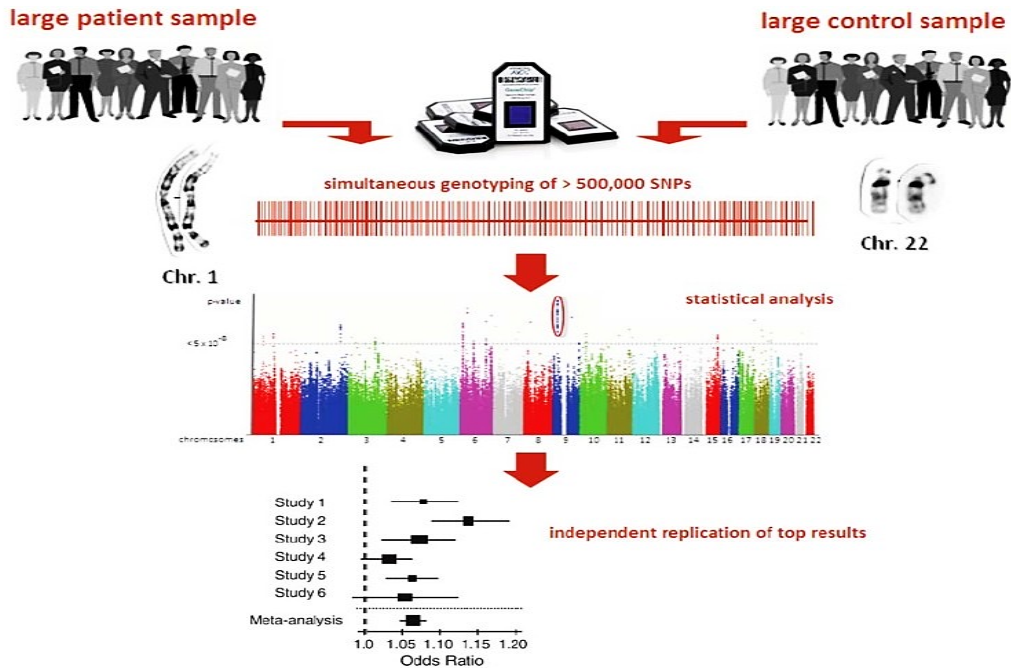 large patient sample
large control sample
GeneChip
simultaneous genotyping of > 500,000 SNPs
Chr. 1
Chr. 22
p-value
statistical analysis
<5×10⁻⁸
chromosomes 1 2 3 4 5 6 7 8 9 10 11 12 13 14 15 16 17 18 19 20 21 22
Study 1
Study 2
independent replication of top results
Study 3
Study 4
Study 5
Study 6
Meta-analysis
1.0 1.05 1.10 1.15 1.20
Odds Ratio